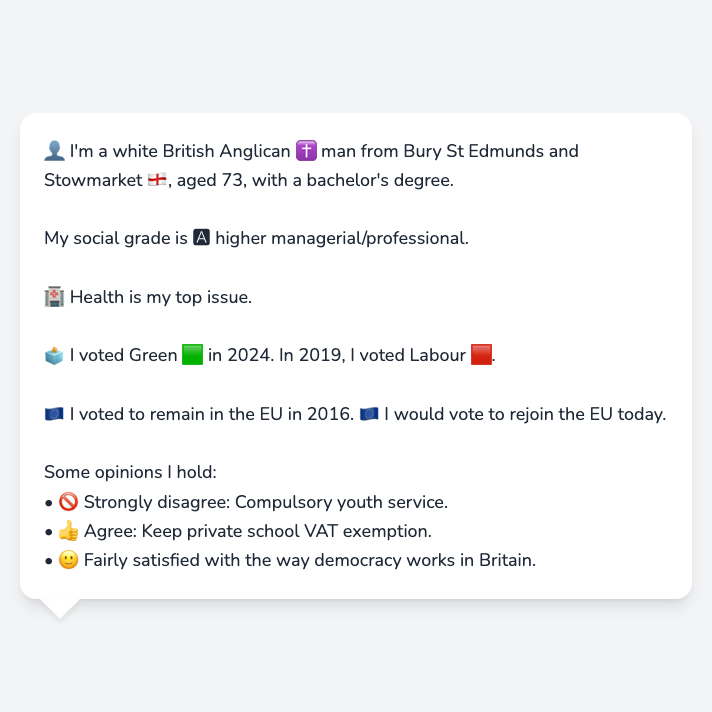 👤 I'm a white British Anglican ✝️ man from Bury St Edmunds and
Stowmarket 🏴󠁧󠁢󠁥󠁮󠁧󠁿, aged 73, with a bachelor's degree.
My social grade is 🅰 higher managerial/professional.
🏥 Health is my top issue.
🗳️ I voted Green 🟩 in 2024. In 2019, I voted Labour 🟥.
🇪🇺 I voted to remain in the EU in 2016. 🇪🇺 I would vote to rejoin the EU today.
Some opinions I hold:
• 🚫 Strongly disagree: Compulsory youth service.
• 👍 Agree: Keep private school VAT exemption.
• 🙂 Fairly satisfied with the way democracy works in Britain.